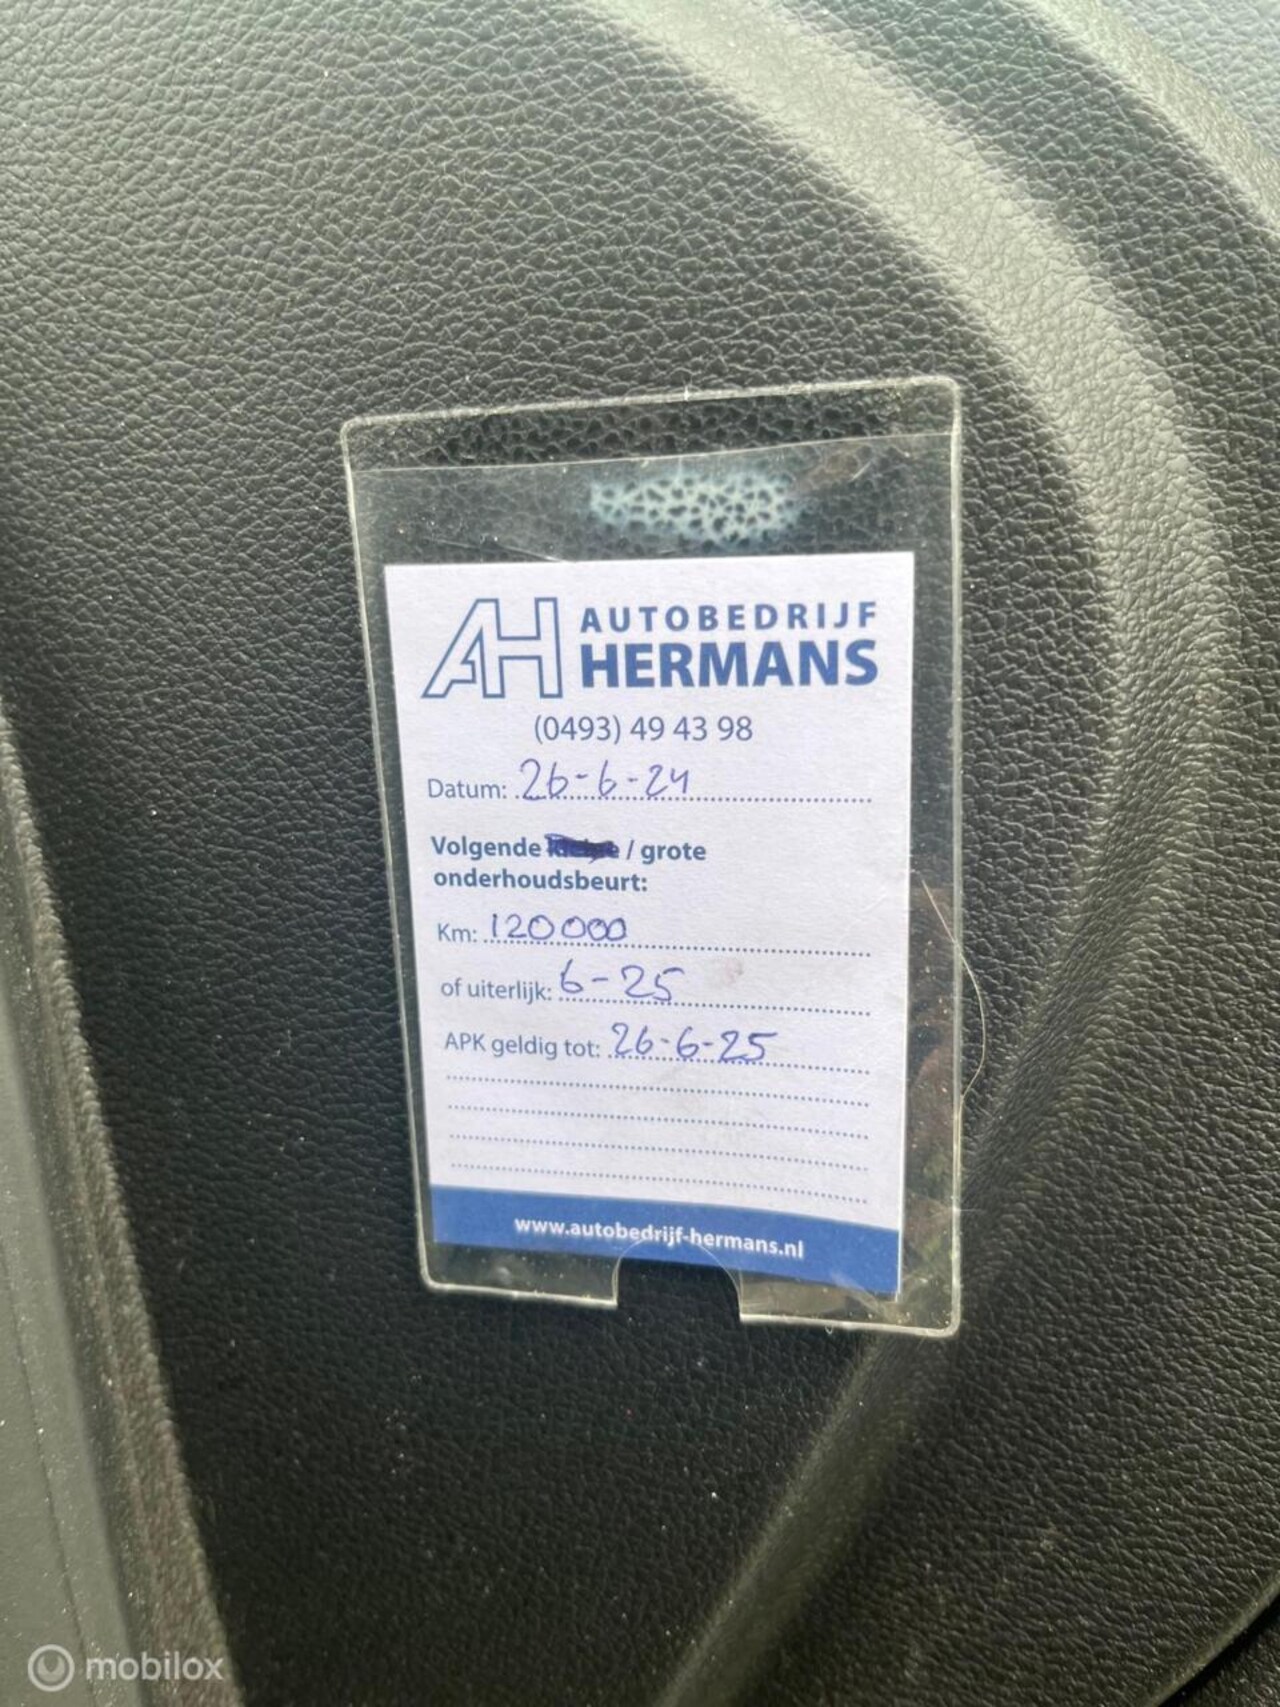 AH AUTOBEDRIJF
HERMANS
(0493) 49 43 98
Datum: 26-6-24
Volgende kleine / grote
onderhoudsbeurt:
Km: 120000
of uiterlijk: 6-25
APK geldig tot: 26-6-25
www.autobedrijf-hermans.nl
mobilox